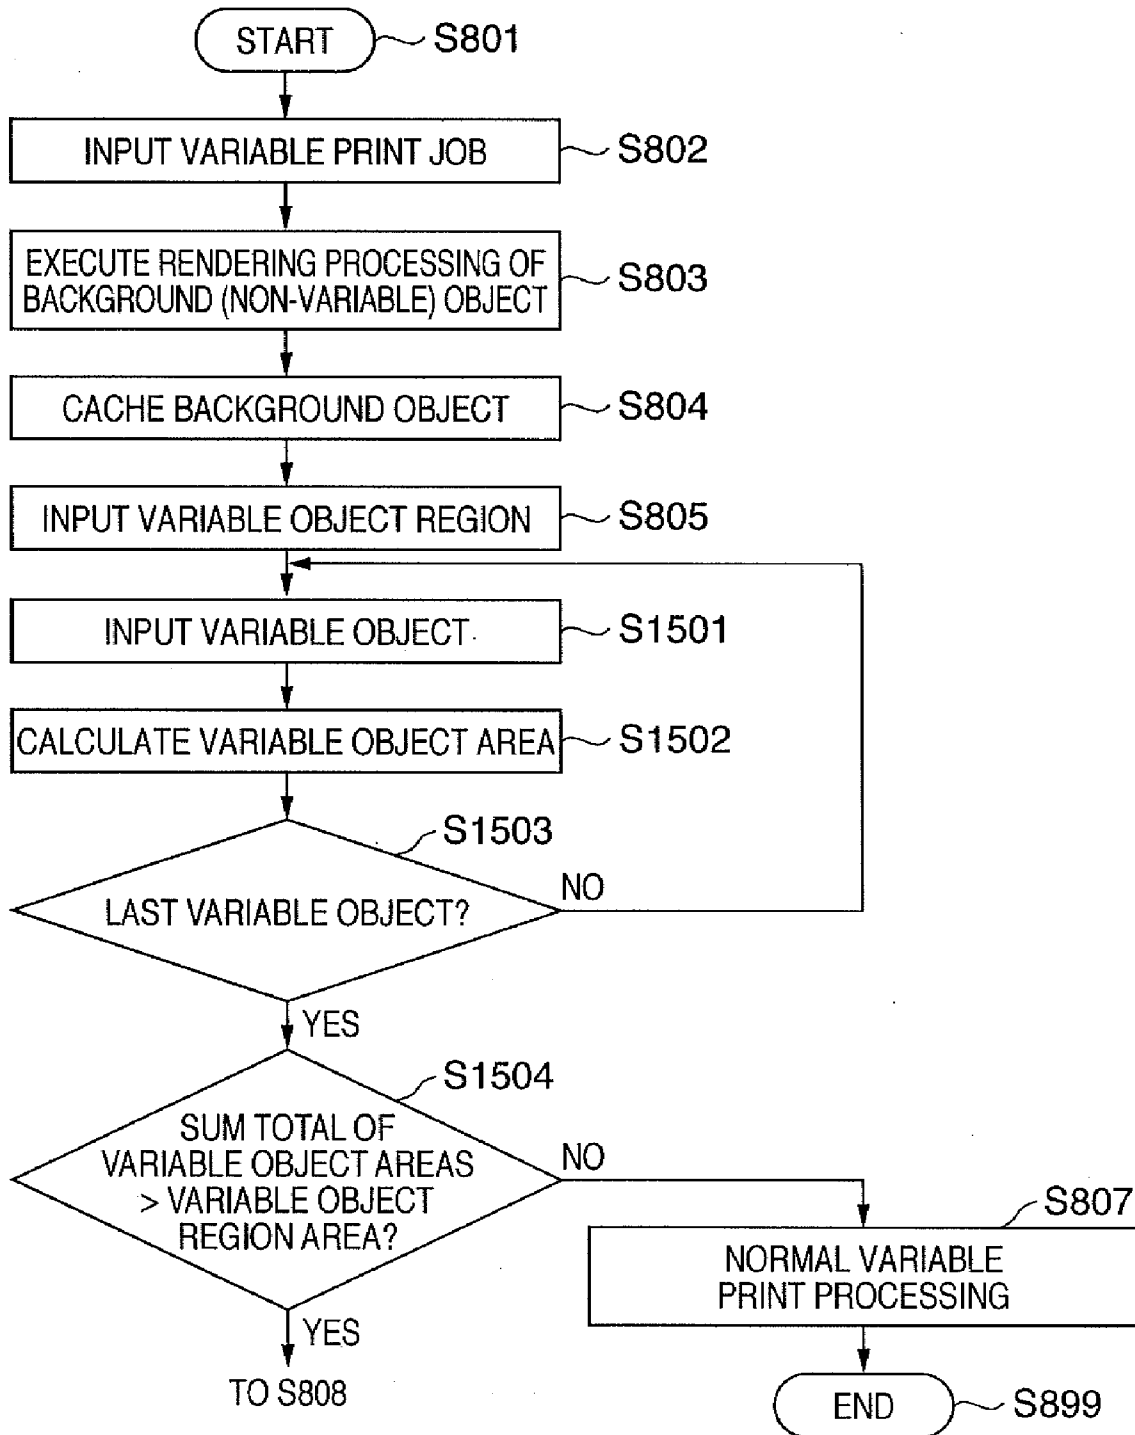 START
S801
INPUT VARIABLE PRINT JOB
S802
EXECUTE RENDERING PROCESSING OF
BACKGROUND (NON-VARIABLE) OBJECT
S803
CACHE BACKGROUND OBJECT
S804
INPUT VARIABLE OBJECT REGION
S805
INPUT VARIABLE OBJECT
S1501
CALCULATE VARIABLE OBJECT AREA
S1502
S1503
LAST VARIABLE OBJECT?
NO
YES
S1504
SUM TOTAL OF
VARIABLE OBJECT AREAS
> VARIABLE OBJECT
REGION AREA?
NO
S807
NORMAL VARIABLE
PRINT PROCESSING
YES
TO S808
END
S899